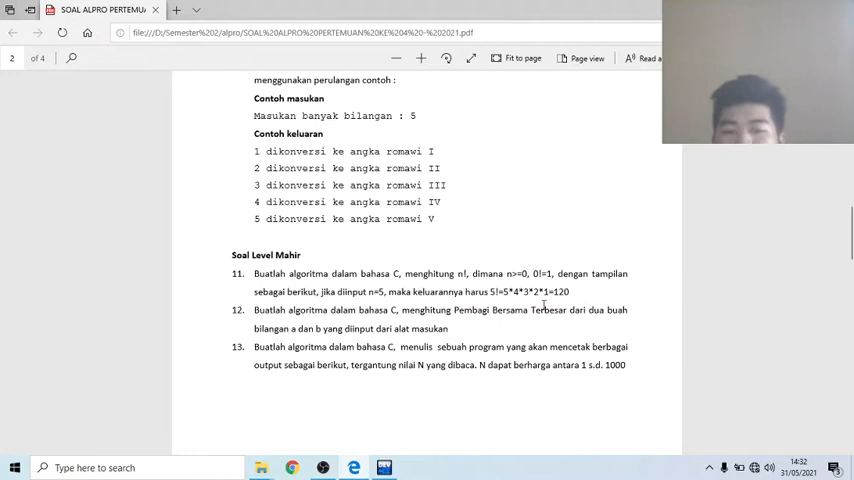 SOAL ALPRO PERTEMUAN
file:///D:/Semester%202/alpro/SOAL%20ALPRO%20PERTEMUAN%20KE%204%20-%202021.pdf
2 of 4
Fit to page
Page view
Read a
menggunakan perulangan contoh :
Contoh masukan
Masukan banyak bilangan : 5
Contoh keluaran
1 dikonversi ke angka romawi I
2 dikonversi ke angka romawi II
3 dikonversi ke angka romawi III
4 dikonversi ke angka romawi IV
5 dikonversi ke angka romawi V
Soal Level Mahir
11. Buatlah algoritma dalam bahasa C, menghitung n!, dimana n>=0, 0!=1, dengan tampilan
sebagai berikut, jika diinput n=5, maka keluarannya harus 5!=5*4*3*2*1=120
12. Buatlah algoritma dalam bahasa C, menghitung Pembagi Bersama Terbesar dari dua buah
bilangan a dan b yang diinput dari alat masukan
13. Buatlah algoritma dalam bahasa C, menulis sebuah program yang akan mencetak berbagai
output sebagai berikut, tergantung nilai N yang dibaca. N dapat berharga antara 1 s.d. 1000
Type here to search
DEV
14:32
31/05/2021
3